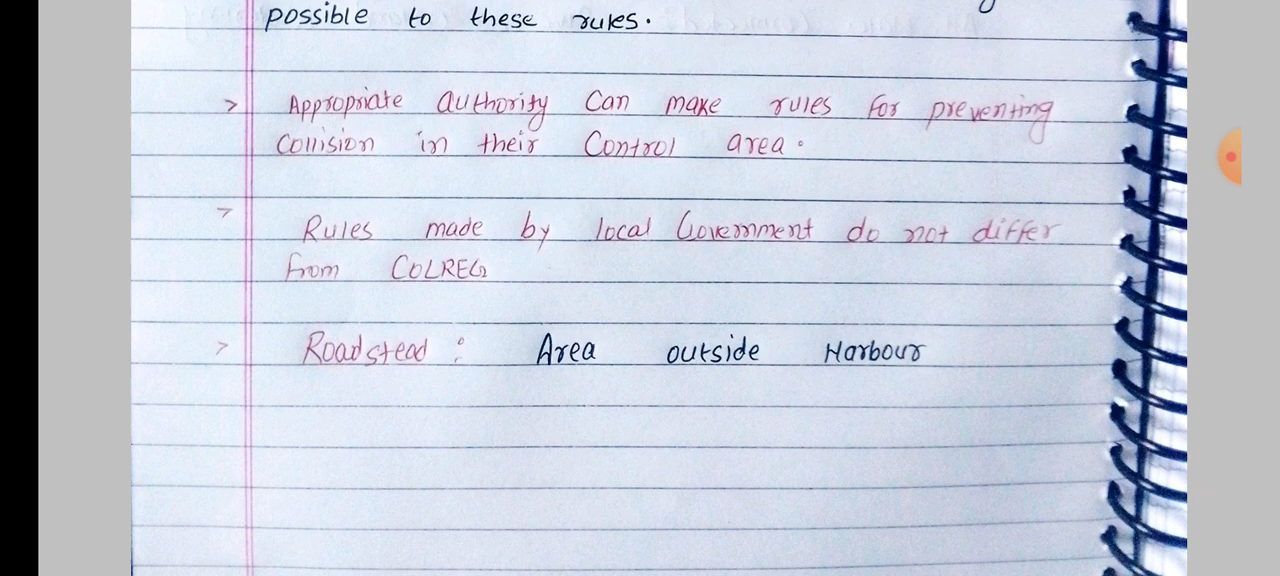 possible to these rules.
> Appropriate authority Can make rules for preventing
Collision in their Control area.
> Rules made by local Government do not differ
from COLREG
> Roadstead : Area outside Harbour